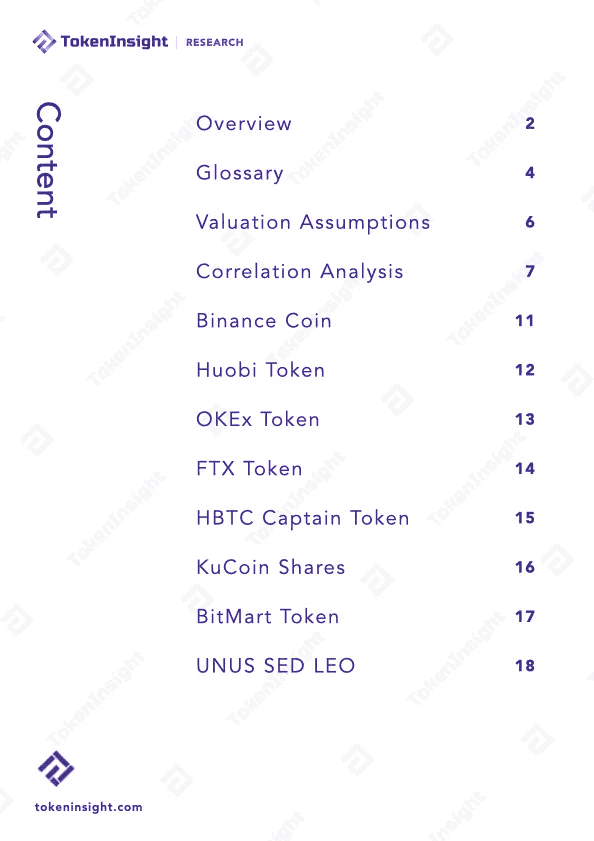 TokenInsight | RESEARCH
Content
Overview 2
Glossary 4
Valuation Assumptions 6
Correlation Analysis 7
Binance Coin 11
Huobi Token 12
OKEx Token 13
FTX Token 14
HBTC Captain Token 15
KuCoin Shares 16
BitMart Token 17
UNUS SED LEO 18
tokeninsight.com